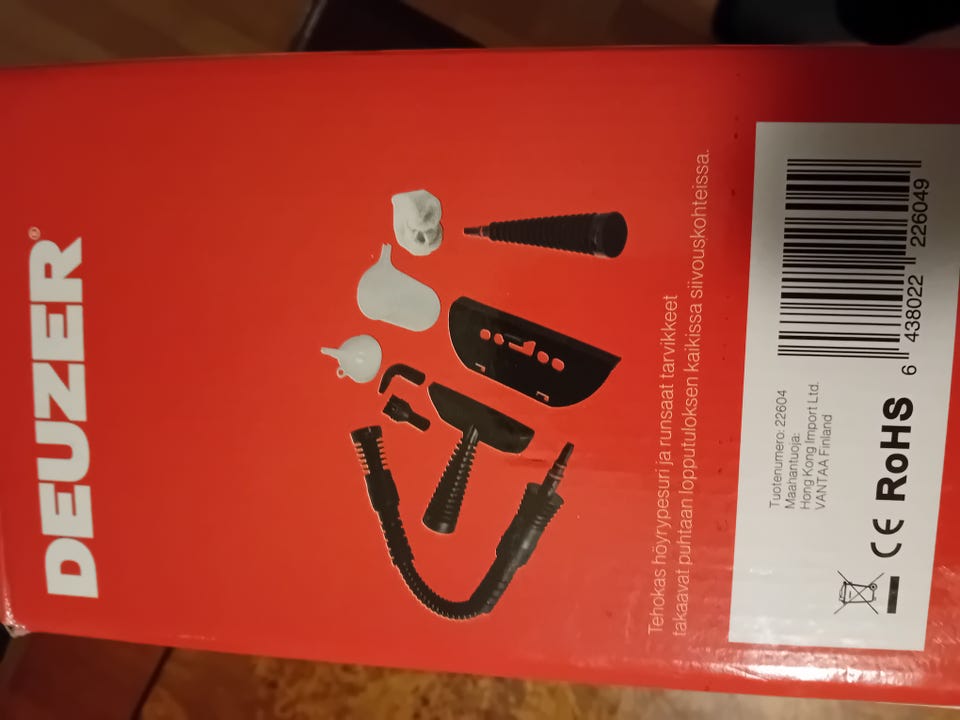 DEUZER®
Tehokas höyrypesuri ja runsaat tarvikkeet
takaavat puhtaan lopputuloksen kaikissa siivouskohteissa.
Tuotenumero: 22604
Maahantuoja:
Hong Kong Import Ltd.
VANTAA Finland
CE RoHS
6 438022 226049